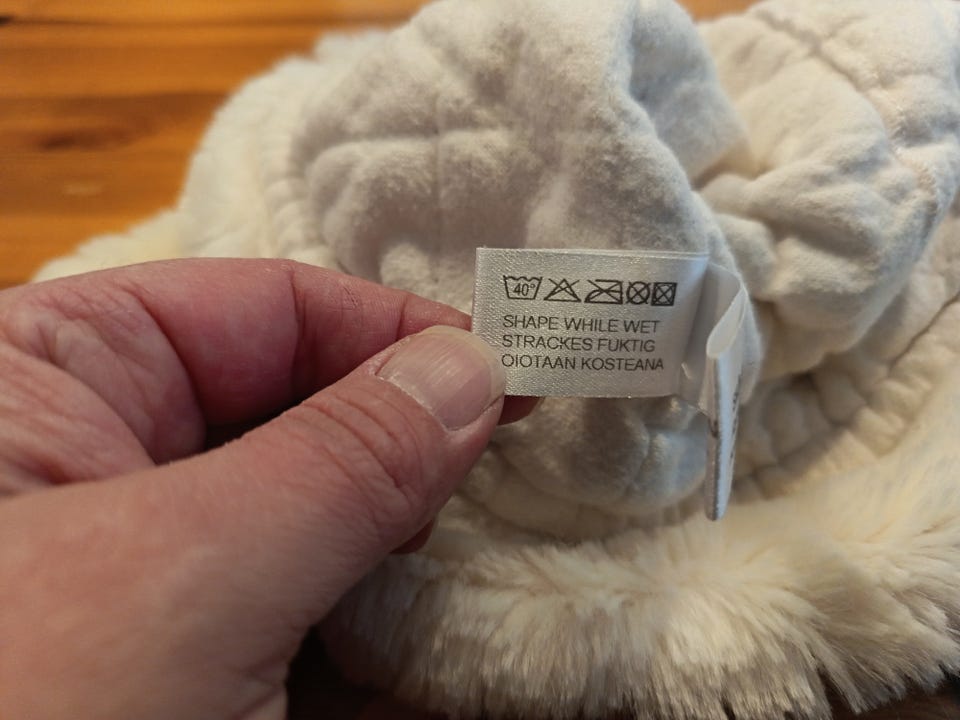 40°
SHAPE WHILE WET
STRACKES FUKTIG
OIOTAAN KOSTEANA